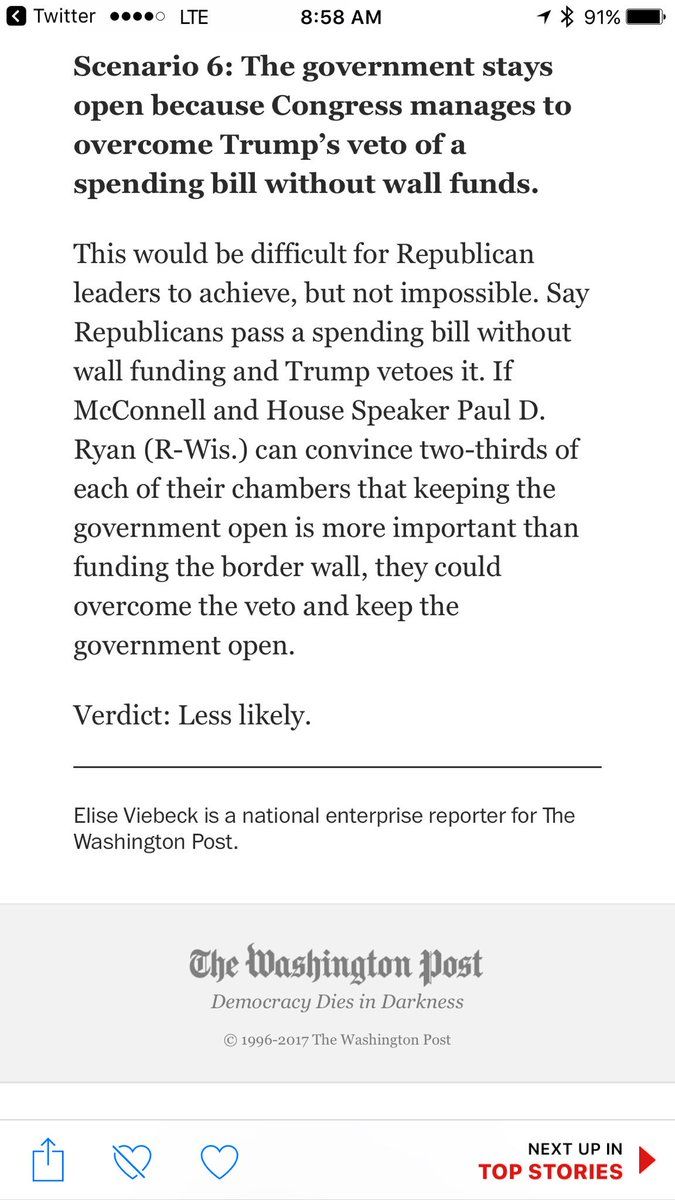 Twitter LTE 8:58 AM 91%
Scenario 6: The government stays
open because Congress manages to
overcome Trump’s veto of a
spending bill without wall funds.
This would be difficult for Republican
leaders to achieve, but not impossible. Say
Republicans pass a spending bill without
wall funding and Trump vetoes it. If
McConnell and House Speaker Paul D.
Ryan (R-Wis.) can convince two-thirds of
each of their chambers that keeping the
government open is more important than
funding the border wall, they could
overcome the veto and keep the
government open.
Verdict: Less likely.
Elise Viebeck is a national enterprise reporter for The
Washington Post.
The Washington Post
Democracy Dies in Darkness
© 1996-2017 The Washington Post
NEXT UP IN
TOP STORIES